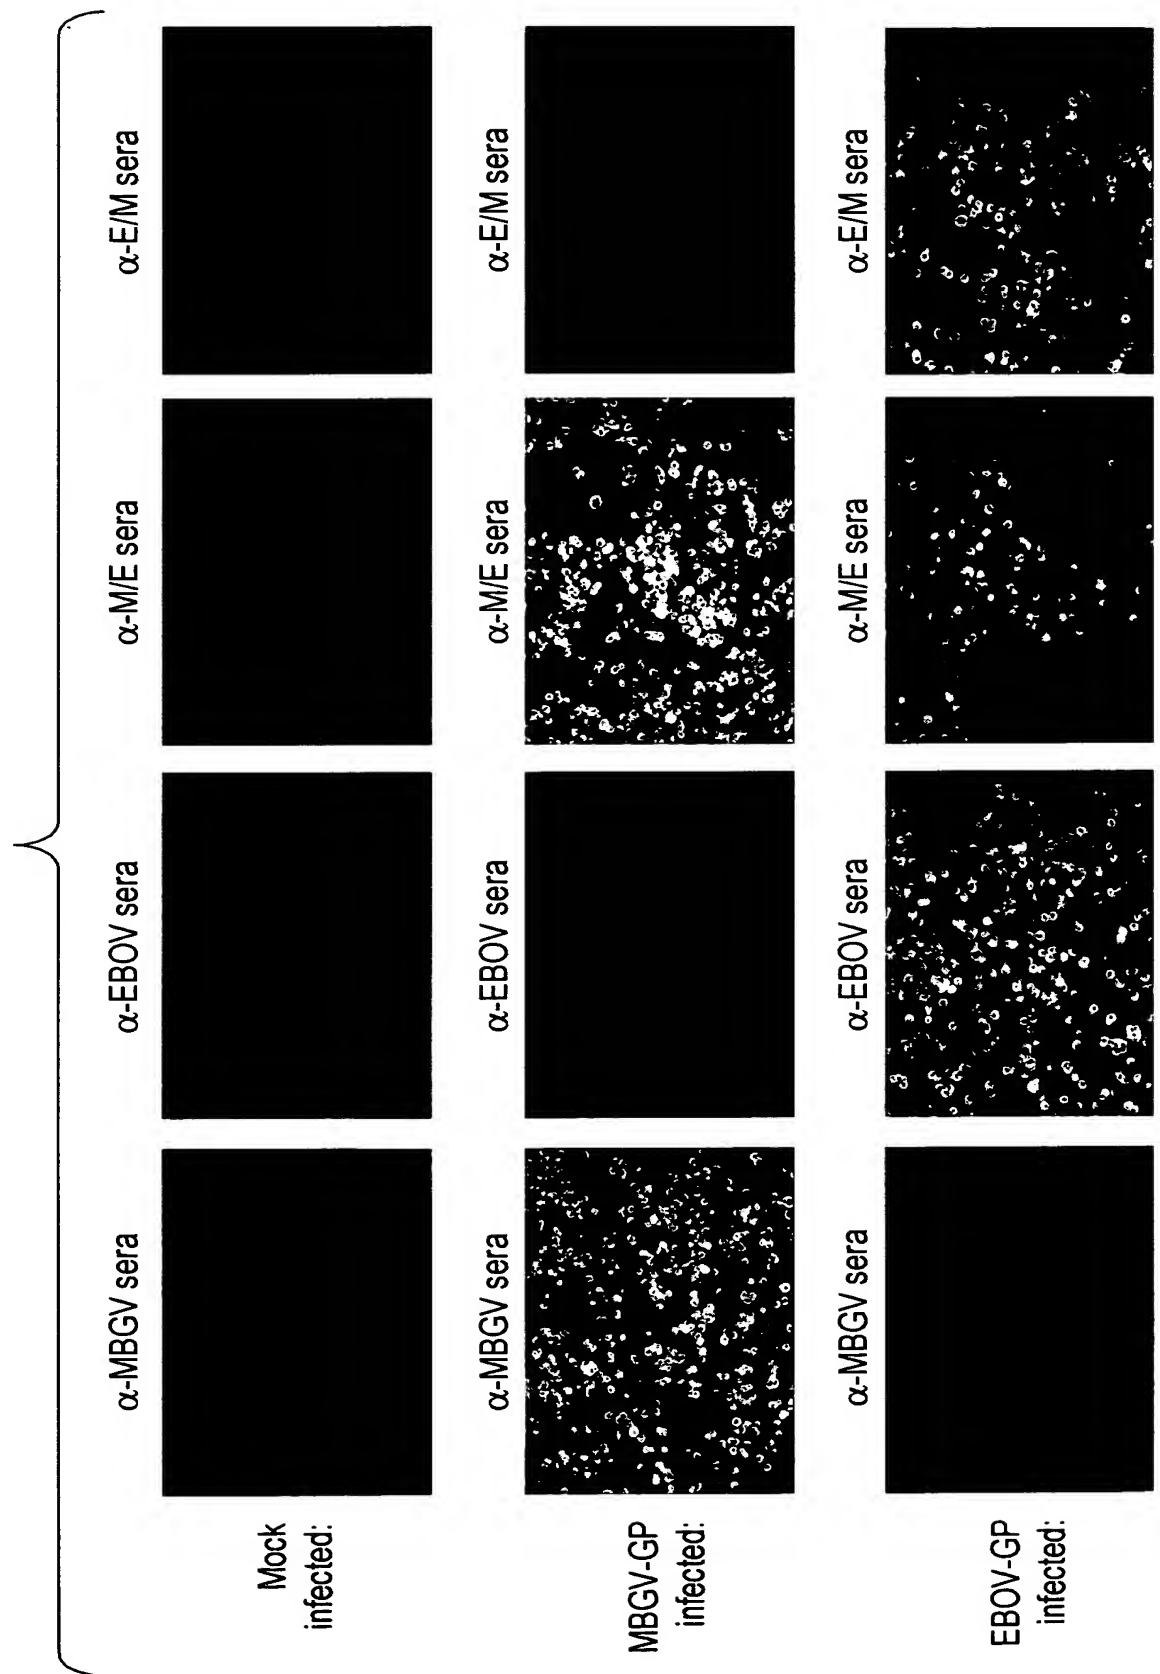 Mock
infected:
α-MBGV sera
α-EBOV sera
α-M/E sera
α-E/M sera
MBGV-GP
infected:
α-MBGV sera
α-EBOV sera
α-M/E sera
α-E/M sera
EBOV-GP
infected:
α-MBGV sera
α-EBOV sera
α-M/E sera
α-E/M sera